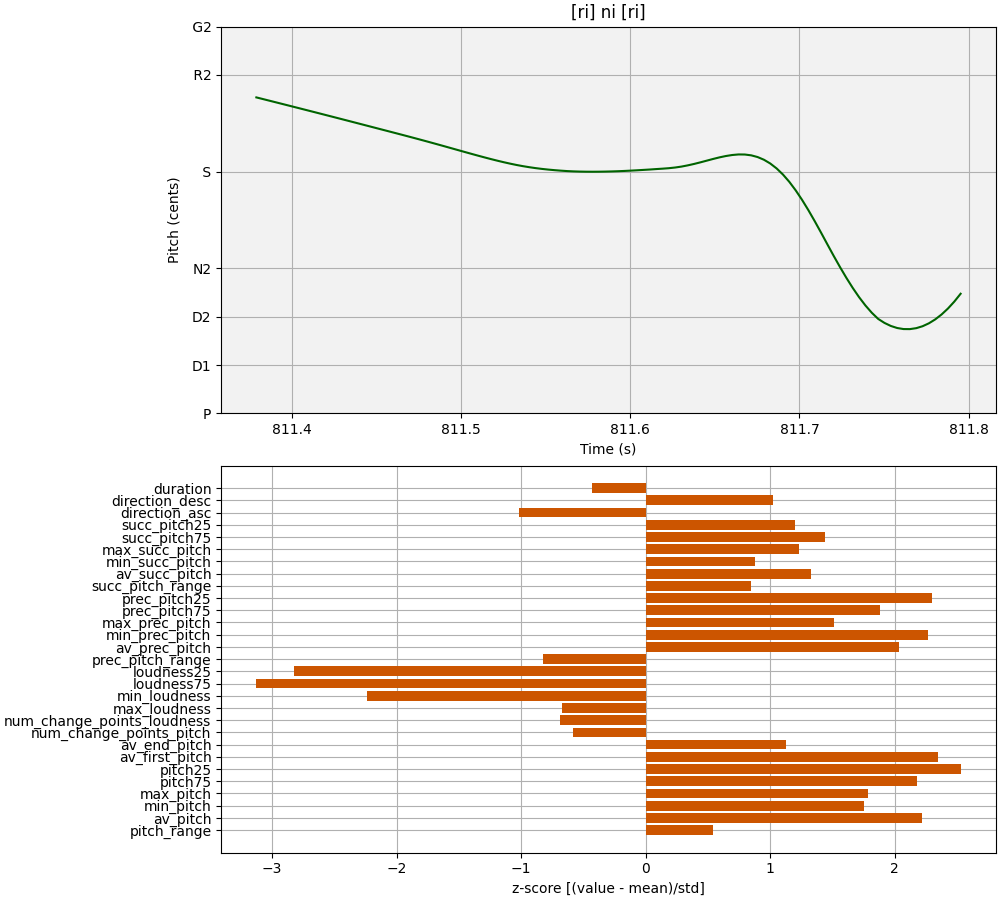 [ri] ni [ri]
G2
R2
S
N2
D2
D1
P
Pitch (cents)
811.4 811.5 811.6 811.7 811.8
Time (s)
duration
direction_desc
direction_asc
succ_pitch25
succ_pitch75
max_succ_pitch
min_succ_pitch
av_succ_pitch
succ_pitch_range
prec_pitch25
prec_pitch75
max_prec_pitch
min_prec_pitch
av_prec_pitch
prec_pitch_range
loudness25
loudness75
min_loudness
max_loudness
num_change_points_loudness
num_change_points_pitch
av_end_pitch
av_first_pitch
pitch25
pitch75
max_pitch
min_pitch
av_pitch
pitch_range
−3 −2 −1 0 1 2
z-score [(value - mean)/std]